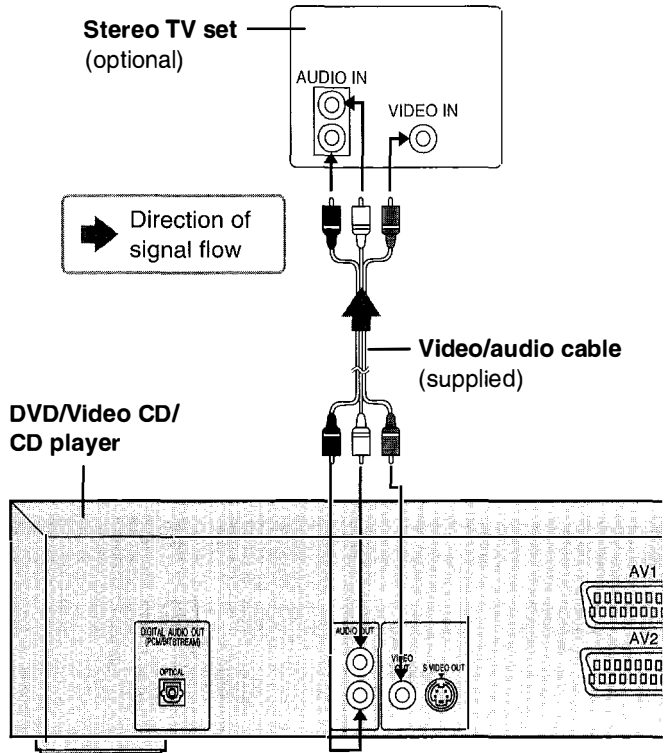 Stereo TV set
(optional)
AUDIO IN
VIDEO IN
Direction of
signal flow
Video/audio cable
(supplied)
DVD/Video CD/
CD player
AV1
DIGITAL AUDIO OUT
(PCM/BITSTREAM)
OPTICAL
AUDIO OUT
VIDEO
OUT
S VIDEO OUT
AV2